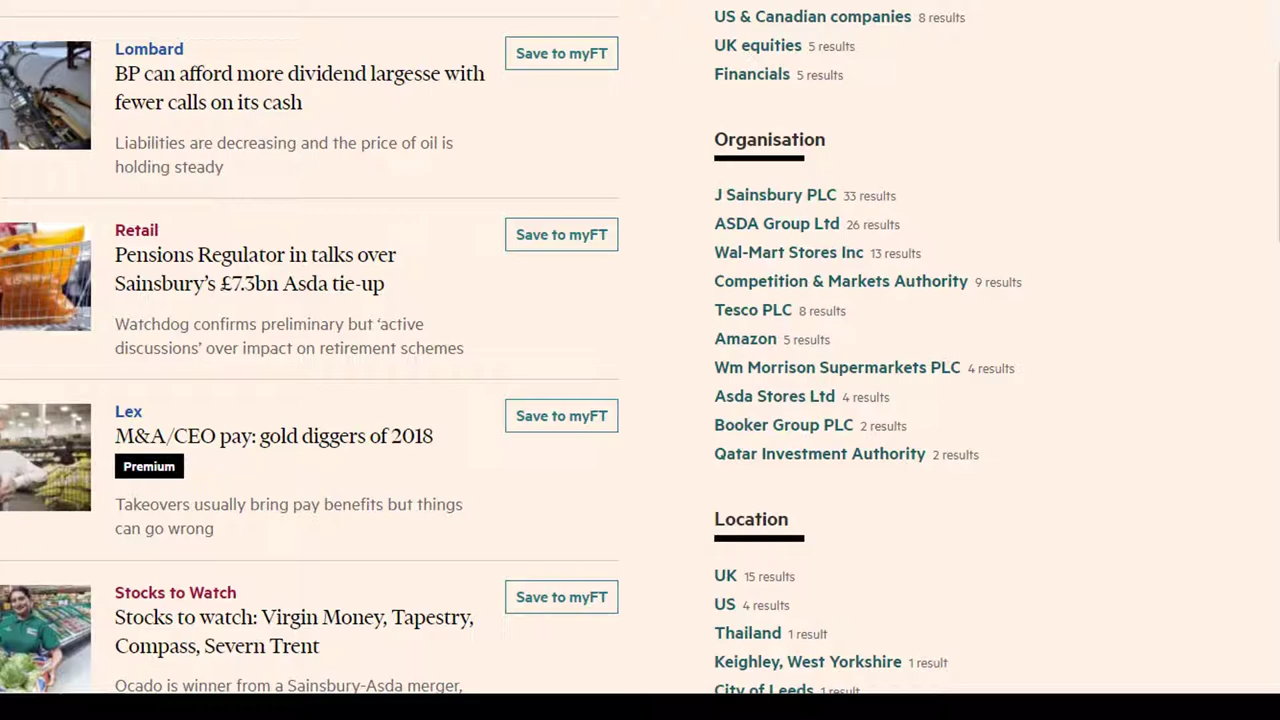 Lombard
Save to myFT
BP can afford more dividend largesse with
fewer calls on its cash
Liabilities are decreasing and the price of oil is
holding steady
Retail
Save to myFT
Pensions Regulator in talks over
Sainsbury’s £7.3bn Asda tie-up
Watchdog confirms preliminary but ‘active
discussions’ over impact on retirement schemes
Lex
Save to myFT
M&A/CEO pay: gold diggers of 2018
Premium
Takeovers usually bring pay benefits but things
can go wrong
Stocks to Watch
Save to myFT
Stocks to watch: Virgin Money, Tapestry,
Compass, Severn Trent
Ocado is winner from a Sainsbury-Asda merger,
US & Canadian companies 8 results
UK equities 5 results
Financials 5 results
Organisation
J Sainsbury PLC 33 results
ASDA Group Ltd 26 results
Wal-Mart Stores Inc 13 results
Competition & Markets Authority 9 results
Tesco PLC 8 results
Amazon 5 results
Wm Morrison Supermarkets PLC 4 results
Asda Stores Ltd 4 results
Booker Group PLC 2 results
Qatar Investment Authority 2 results
Location
UK 15 results
US 4 results
Thailand 1 result
Keighley, West Yorkshire 1 result
City of Leeds 1 result